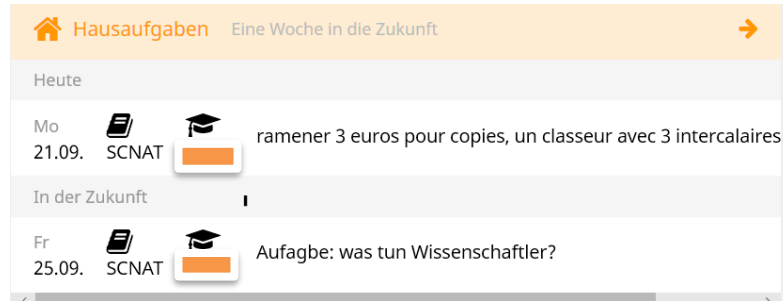 Hausaufgaben Eine Woche in die Zukunft
Heute
Mo
21.09. SCNAT ramener 3 euros pour copies, un classeur avec 3 intercalaires
In der Zukunft
Fr
25.09. SCNAT Aufagbe: was tun Wissenschaftler?